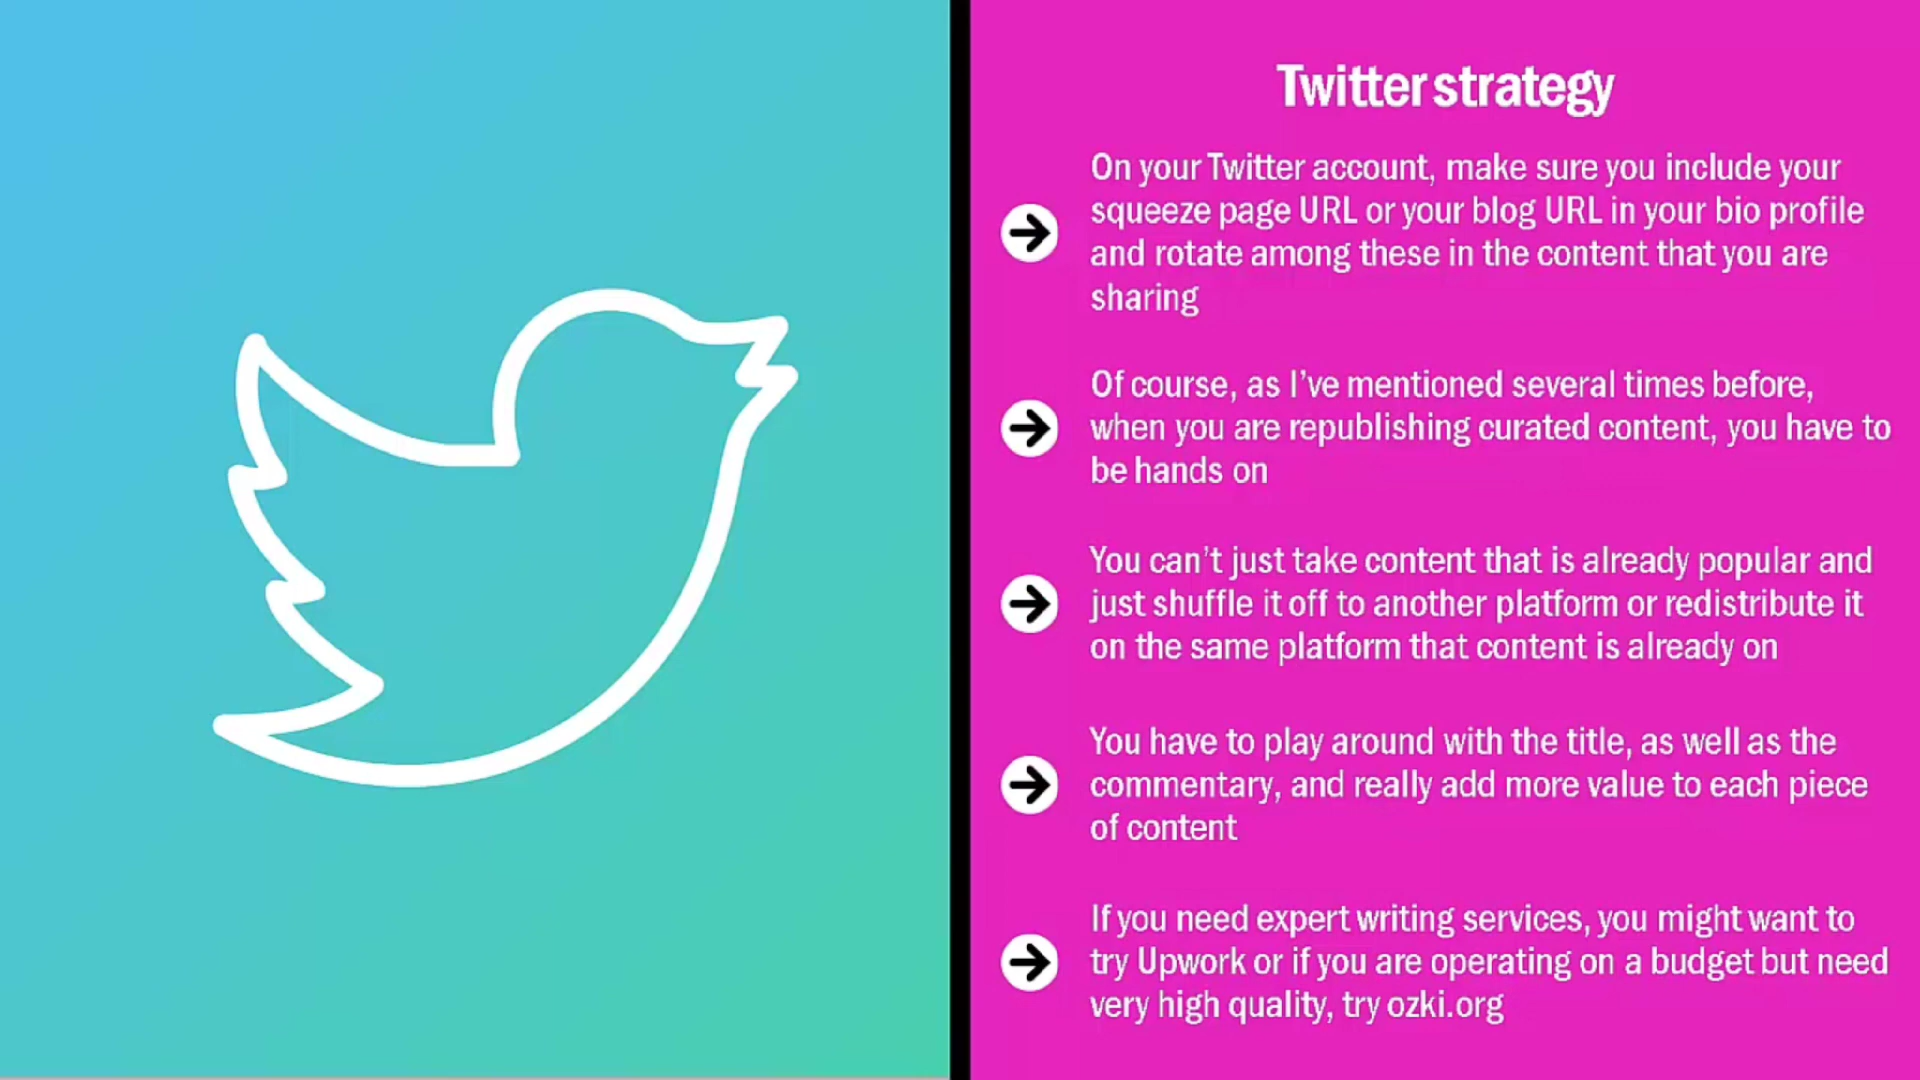 Twitter strategy
On your Twitter account, make sure you include your
squeeze page URL or your blog URL in your bio profile
and rotate among these in the content that you are
sharing
Of course, as I've mentioned several times before,
when you are republishing curated content, you have to
be hands on
You can't just take content that is already popular and
just shuffle it off to another platform or redistribute it
on the same platform that content is already on
You have to play around with the title, as well as the
commentary, and really add more value to each piece
of content
If you need expert writing services, you might want to
try Upwork or if you are operating on a budget but need
very high quality, try ozki.org